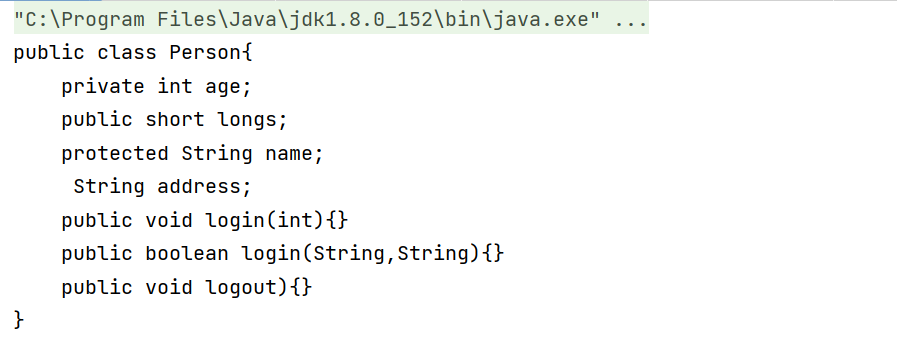 "C:\Program Files\Java\jdk1.8.0_152\bin\java.exe" ...
public class Person{
    private int age;
    public short longs;
    protected String name;
     String address;
    public void login(int){}
    public boolean login(String,String){}
    public void logout){}
}